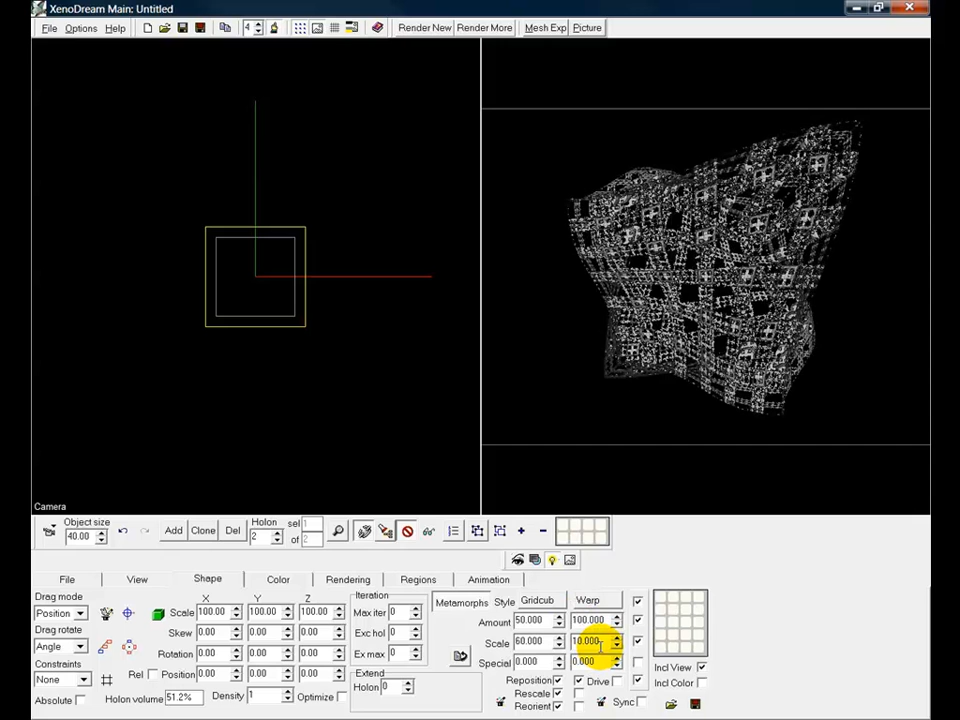 XenoDream Main: Untitled
File Options Help 4 Render New Render More Mesh Exp Picture
Camera
Object size 40.00 Add Clone Del Holon 2 sel 1 of 2
File View Shape Color Rendering Regions Animation
Drag mode Position
Drag rotate Angle
Constraints None
Absolute
X Y Z
Scale 100.00 100.00 100.00
Skew 0.00 0.00 0.00
Rotation 0.00 0.00 0.00
Rel Position 0.00 0.00 0.00
Holon volume 51.2% Density 1 Optimize
Iteration
Max iter 0
Exc hol 0
Ex max 0
Extend
Holon 0
Metamorphs Style Gridcub Warp
Amount 50.000 100.000
Scale 60.000 10.000
Special 0.000 0.000
Reposition Drive
Rescale
Reorient Sync
Incl View
Incl Color